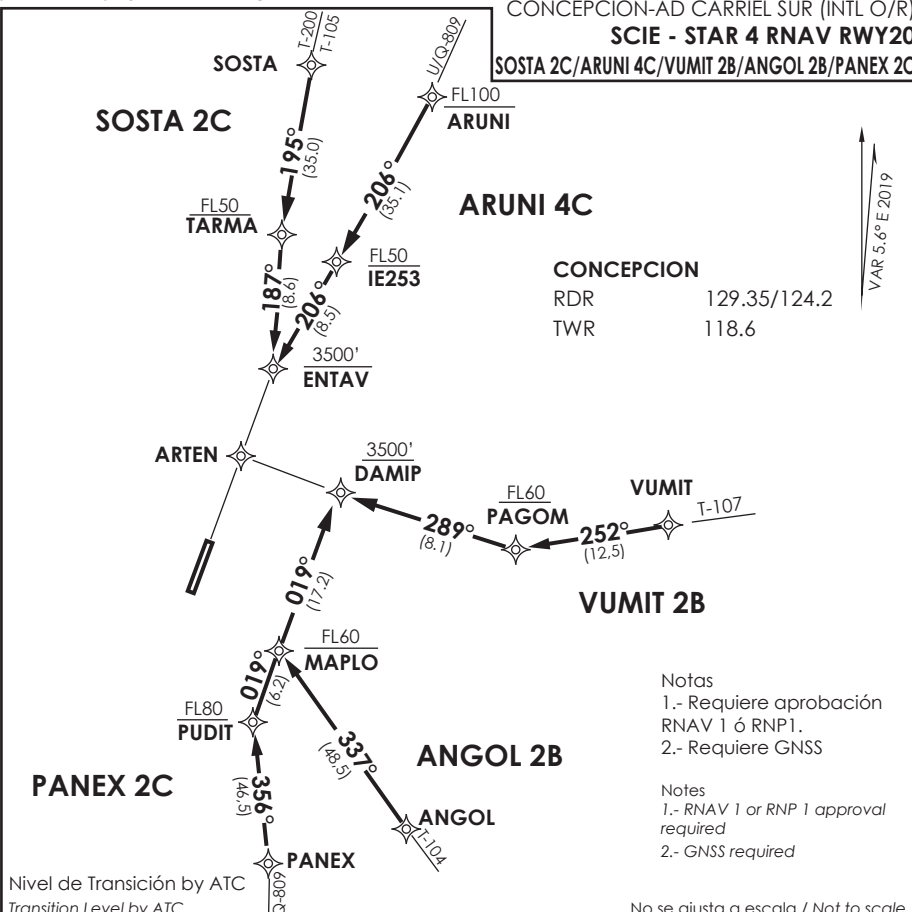 CONCEPCION-AD CARRIEL SUR (INTL O/R)
SCIE - STAR 4 RNAV RWY20
SOSTA 2C/ARUNI 4C/VUMIT 2B/ANGOL 2B/PANEX 2C
T-200
T-105
U/Q-809
SOSTA
FL100
ARUNI
SOSTA 2C
195°
(35.0)
206°
(35.1)
ARUNI 4C
VAR 5.6° E 2019
FL50
TARMA
FL50
IE253
187°
(8.6)
206°
(8.5)
CONCEPCION
RDR 129.35/124.2
TWR 118.6
3500'
ENTAV
ARTEN
3500'
DAMIP
FL60
PAGOM
VUMIT
T-107
289°
(8.1)
252°
(12,5)
VUMIT 2B
019°
(17.2)
FL60
MAPLO
019°
(6.2)
FL80
PUDIT
337°
(48.5)
ANGOL 2B
PANEX 2C
356°
(46.5)
ANGOL
T-104
PANEX
Q-809
Notas
1.- Requiere aprobación
RNAV 1 ó RNP1.
2.- Requiere GNSS
Notes
1.- RNAV 1 or RNP 1 approval
required
2.- GNSS required
Nivel de Transición by ATC
Transition Level by ATC
No se ajusta a escala / Not to scale